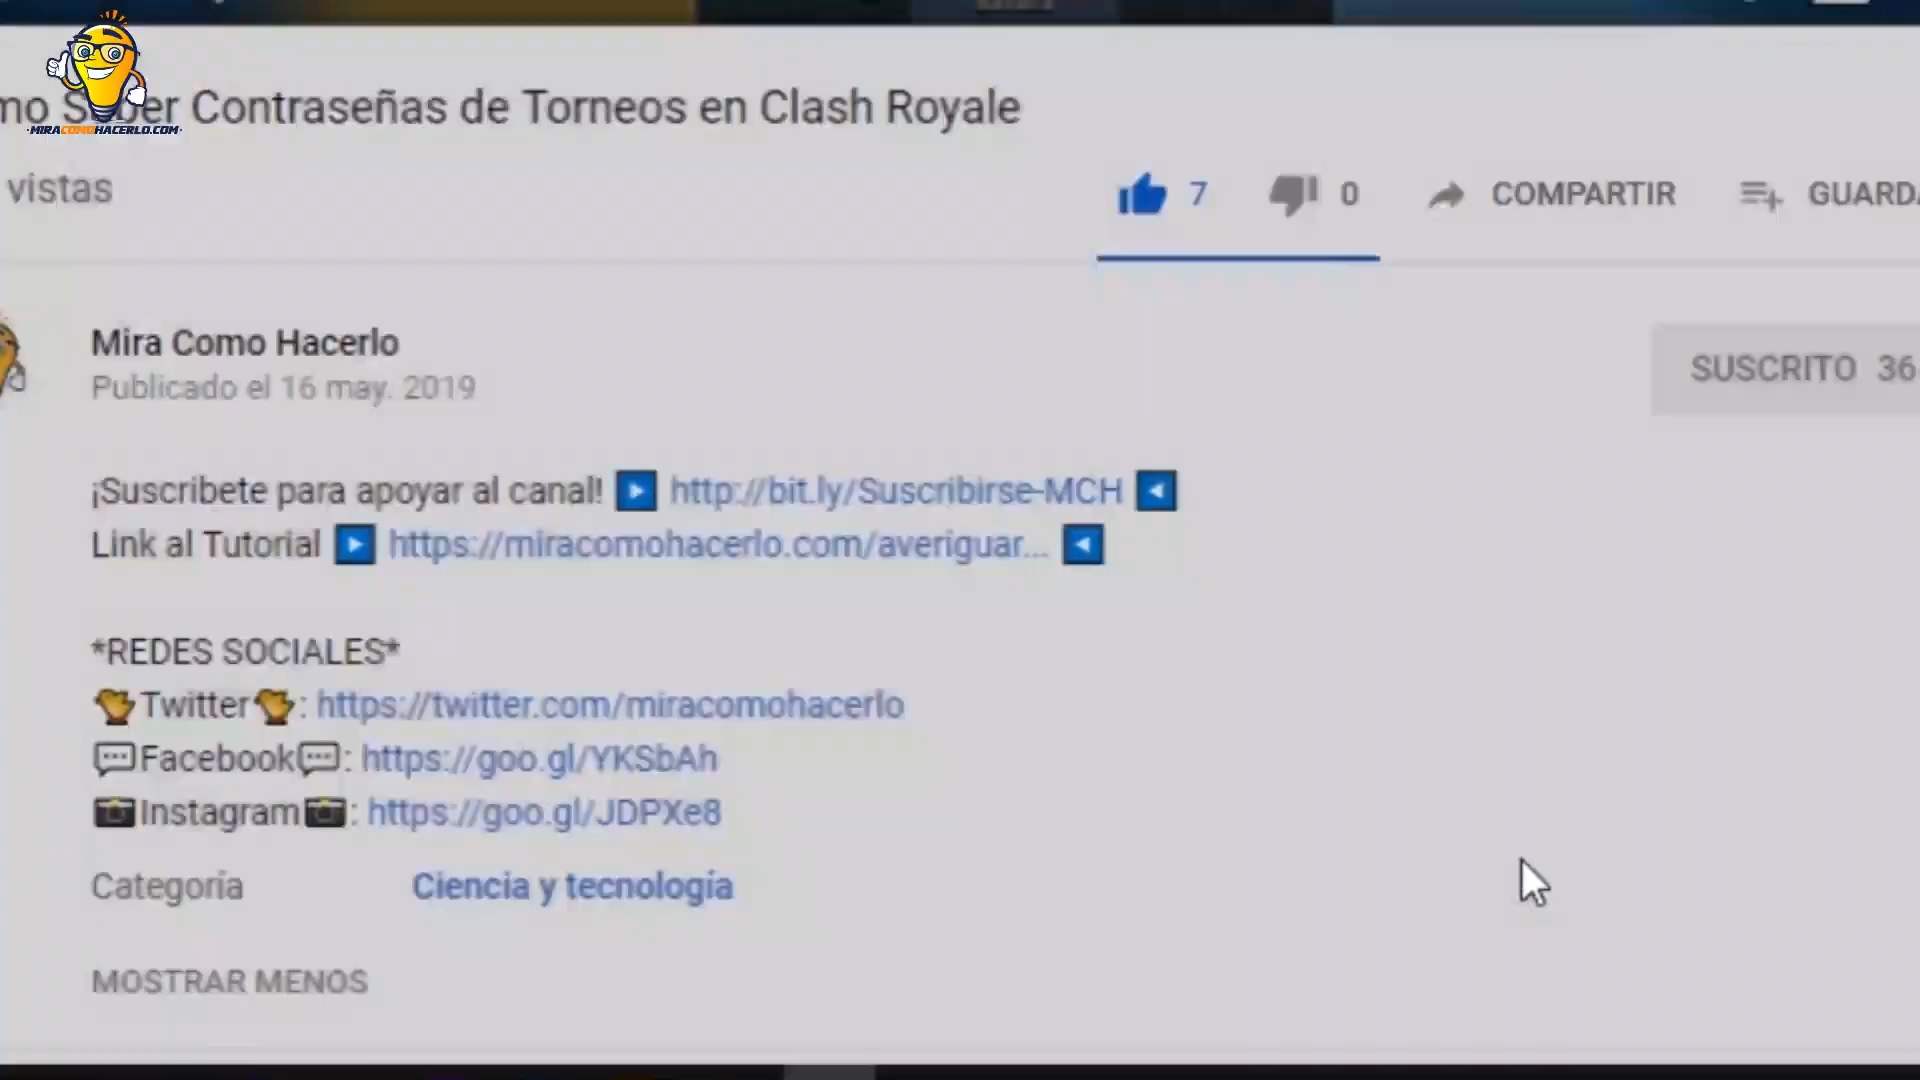 mo Saber Contraseñas de Torneos en Clash Royale
MIRACOMOHACERLO.COM
vistas
7
0
COMPARTIR
GUARDA
Mira Como Hacerlo
Publicado el 16 may. 2019
SUSCRITO 36
¡Suscribete para apoyar al canal! http://bit.ly/Suscribirse-MCH
Link al Tutorial https://miracomohacerlo.com/averiguar...
*REDES SOCIALES*
Twitter: https://twitter.com/miracomohacerlo
Facebook: https://goo.gl/YKSbAh
Instagram: https://goo.gl/JDPXe8
Categoría Ciencia y tecnología
MOSTRAR MENOS